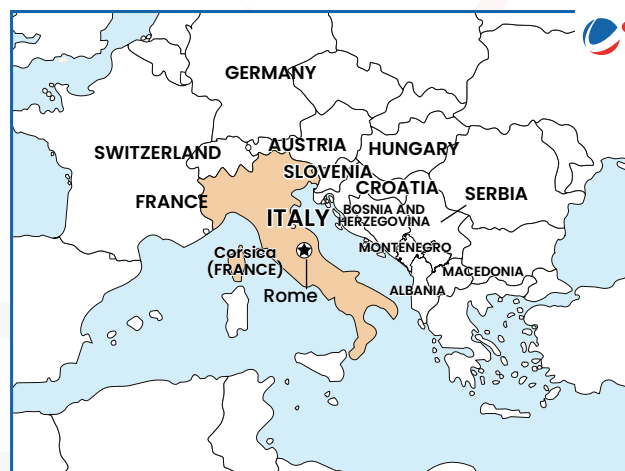 GERMANY
AUSTRIA
HUNGARY
SWITZERLAND
SLOVENIA
CROATIA
SERBIA
FRANCE
BOSNIA AND
HERZEGOVINA
ITALY
MONTENEGRO
Corsica
(FRANCE)
MACEDONIA
ALBANIA
Rome